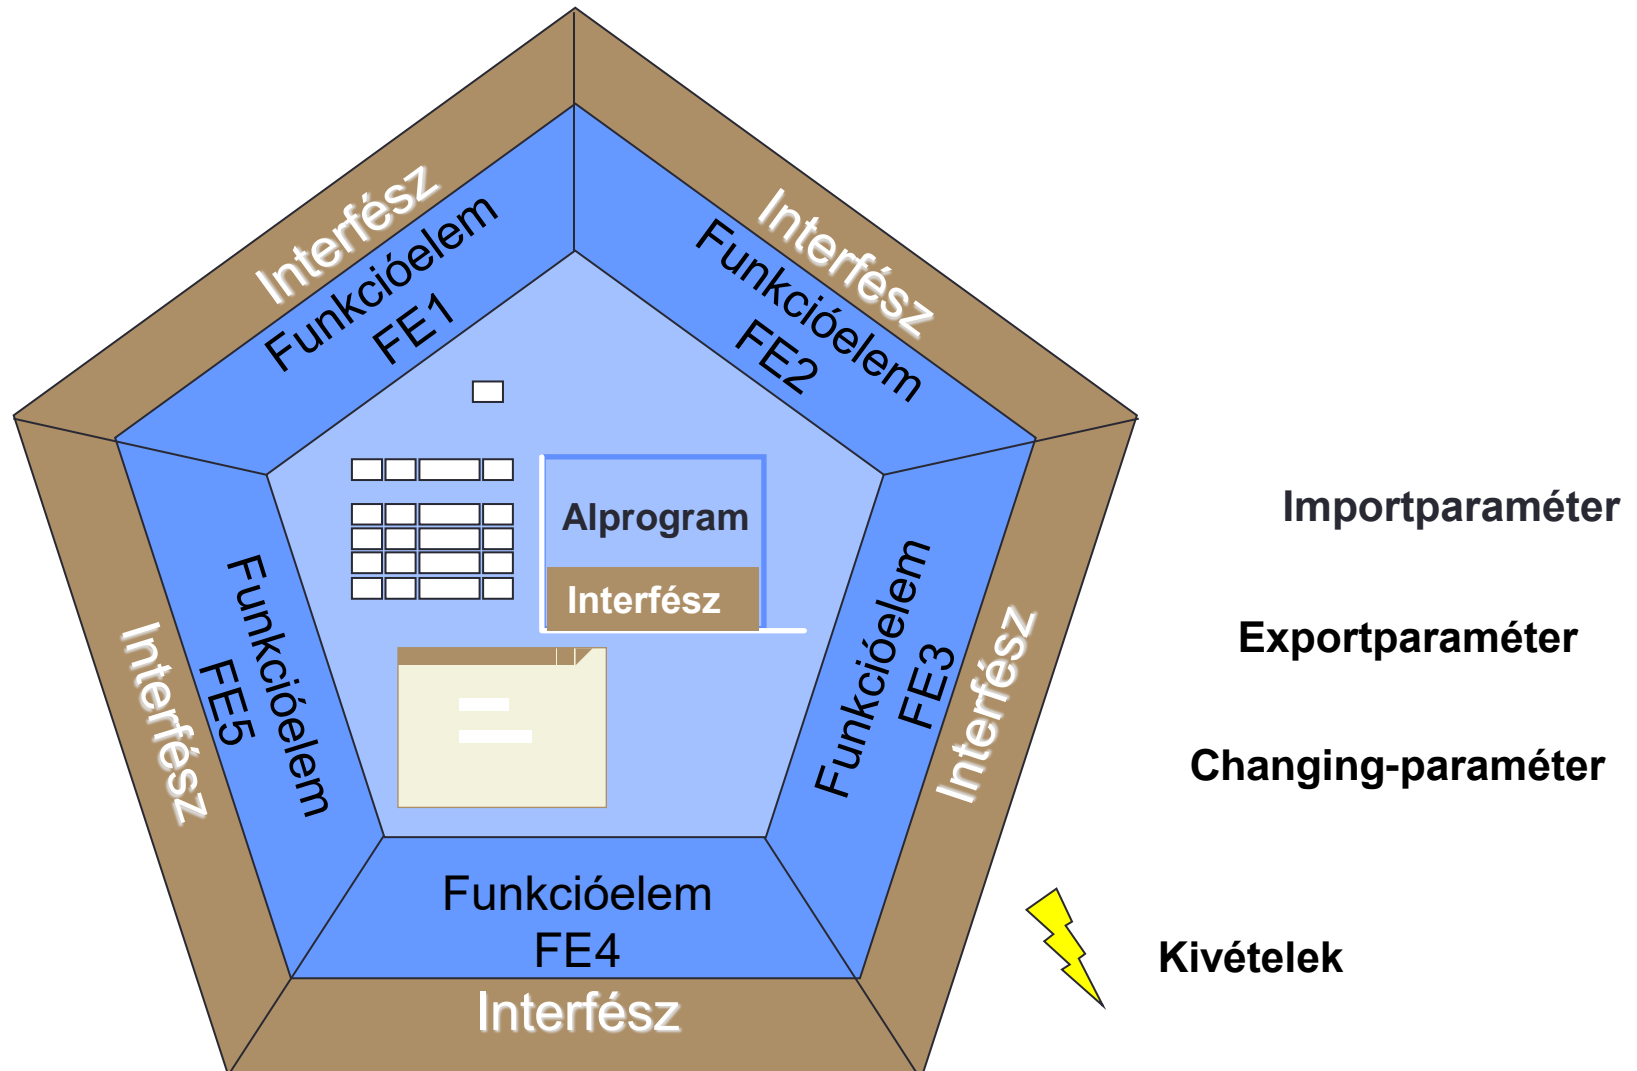 Interfész
Funkcióelem
FE1
Interfész
Funkcióelem
FE2
Alprogram
Interfész
Importparaméter
Exportparaméter
Changing-paraméter
Kivételek
Funkcióelem
FE3
Interfész
Funkcióelem
FE5
Interfész
Funkcióelem
FE4
Interfész